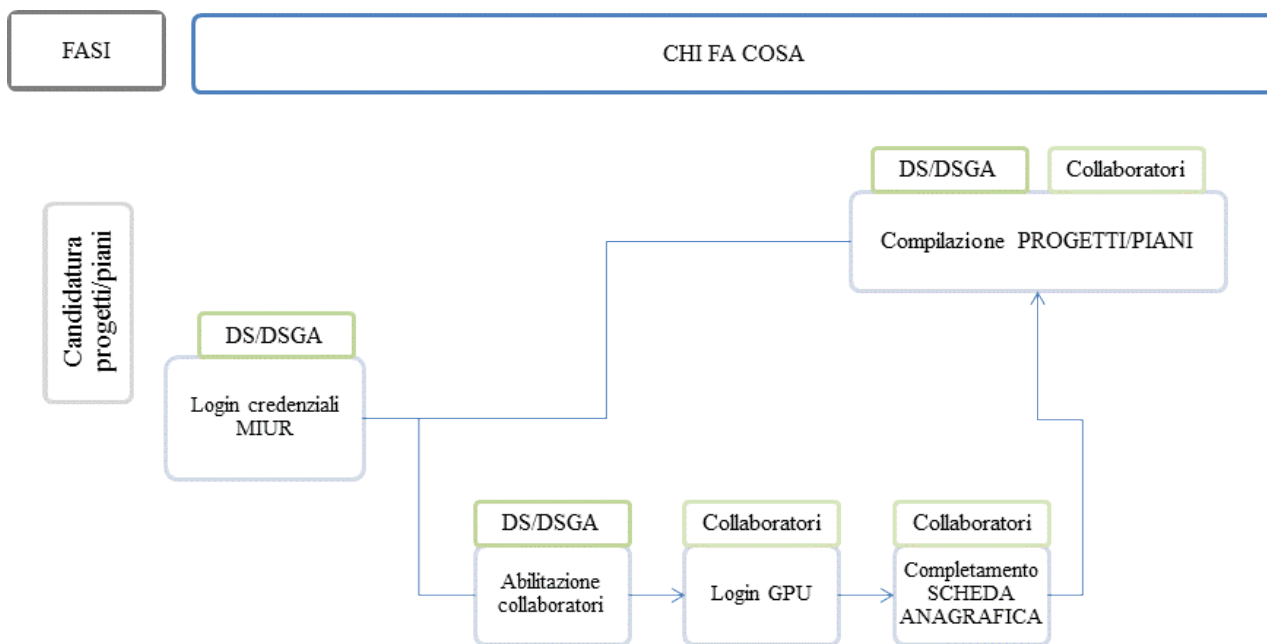 FASI
CHI FA COSA
DS/DSGA
Collaboratori
Compilazione PROGETTI/PIANI
Candidatura
progetti/piani
DS/DSGA
Login credenziali
MIUR
DS/DSGA
Abilitazione
collaboratori
Collaboratori
Login GPU
Collaboratori
Completamento
SCHEDA
ANAGRAFICA